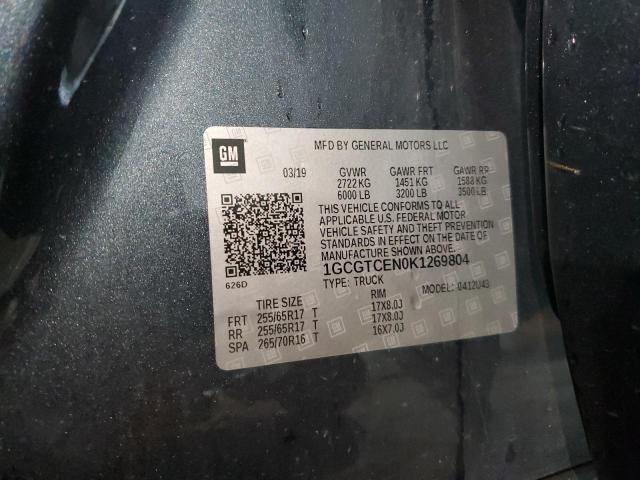 GM
MFD BY GENERAL MOTORS LLC
03/19 GVWR GAWR FRT GAWR RR
2722 KG 1451 KG 1588 KG
6000 LB 3200 LB 3500 LB
THIS VEHICLE CONFORMS TO ALL
APPLICABLE U.S. FEDERAL MOTOR
VEHICLE SAFETY AND THEFT PREVENTION
STANDARDS IN EFFECT ON THE DATE OF
MANUFACTURE SHOWN ABOVE.
1GCGTCEN0K1269804
626D
TYPE: TRUCK MODEL: 0412U43
TIRE SIZE RIM
FRT 255/65R17 T 17X8.0J
RR 255/65R17 T 17X8.0J
SPA 265/70R16 T 16X7.0J